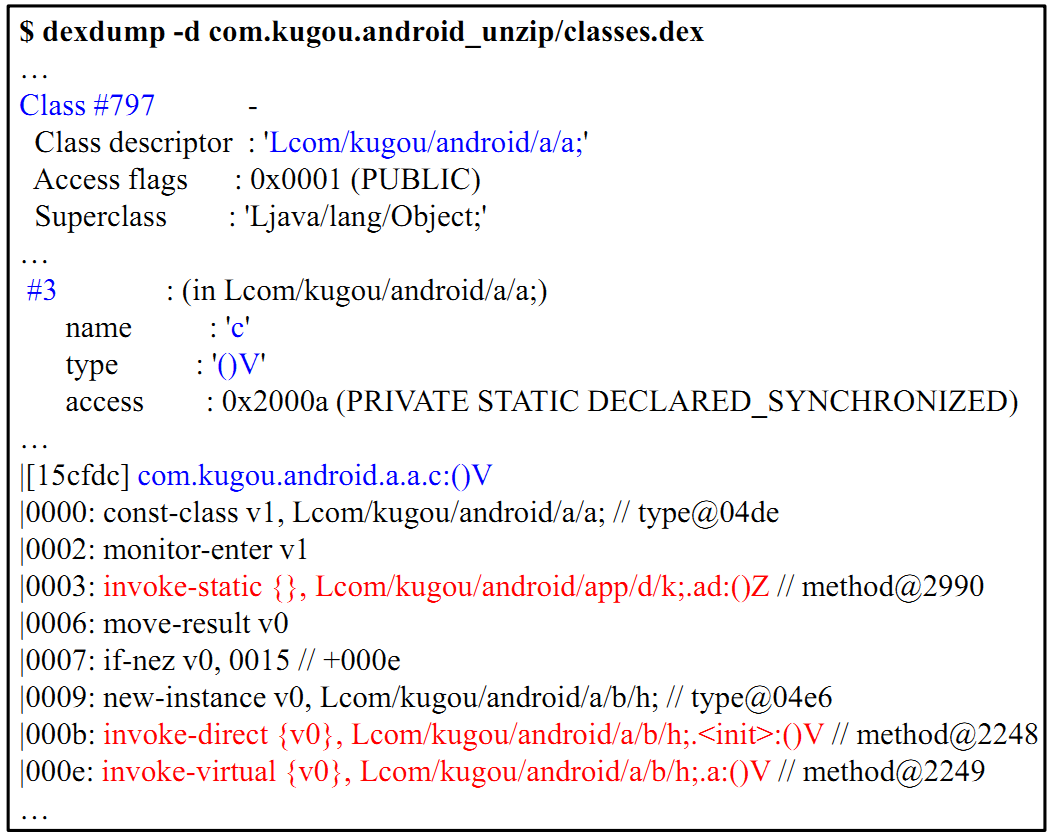 $ dexdump -d com.kugou.android_unzip/classes.dex
…
Class #797 -
Class descriptor : 'Lcom/kugou/android/a/a;'
Access flags : 0x0001 (PUBLIC)
Superclass : 'Ljava/lang/Object;'
…
#3 : (in Lcom/kugou/android/a/a;)
name : 'c'
type : '()V'
access : 0x2000a (PRIVATE STATIC DECLARED_SYNCHRONIZED)
…
|[15cfdc] com.kugou.android.a.a.c:()V
|0000: const-class v1, Lcom/kugou/android/a/a; // type@04de
|0002: monitor-enter v1
|0003: invoke-static {}, Lcom/kugou/android/app/d/k;.ad:()Z // method@2990
|0006: move-result v0
|0007: if-nez v0, 0015 // +000e
|0009: new-instance v0, Lcom/kugou/android/a/b/h; // type@04e6
|000b: invoke-direct {v0}, Lcom/kugou/android/a/b/h;.<init>:()V // method@2248
|000e: invoke-virtual {v0}, Lcom/kugou/android/a/b/h;.a:()V // method@2249
…